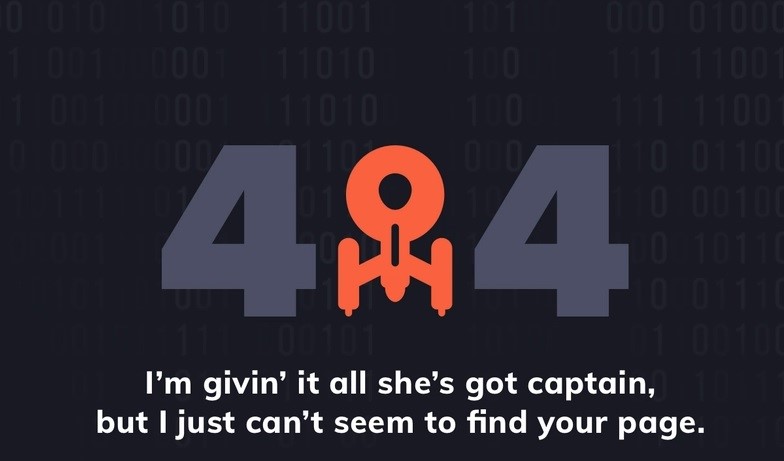 404
I’m givin’ it all she’s got captain,
but I just can’t seem to find your page.